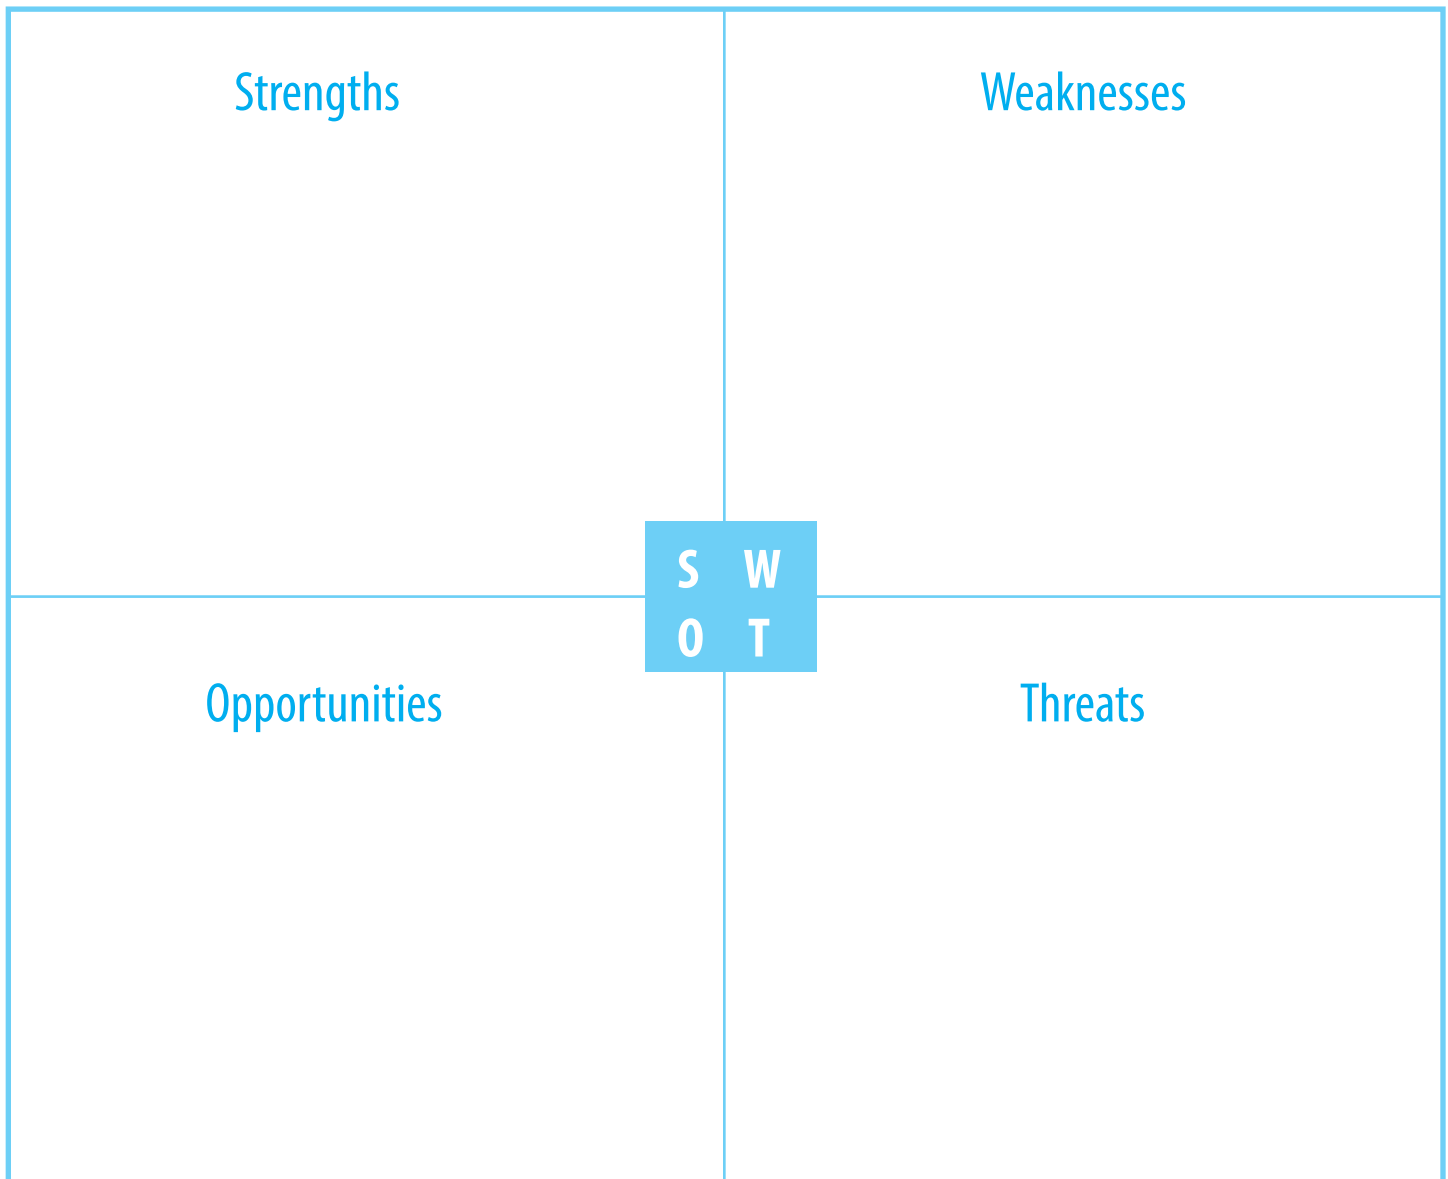 Strengths
Weaknesses
S W
O T
Opportunities
Threats